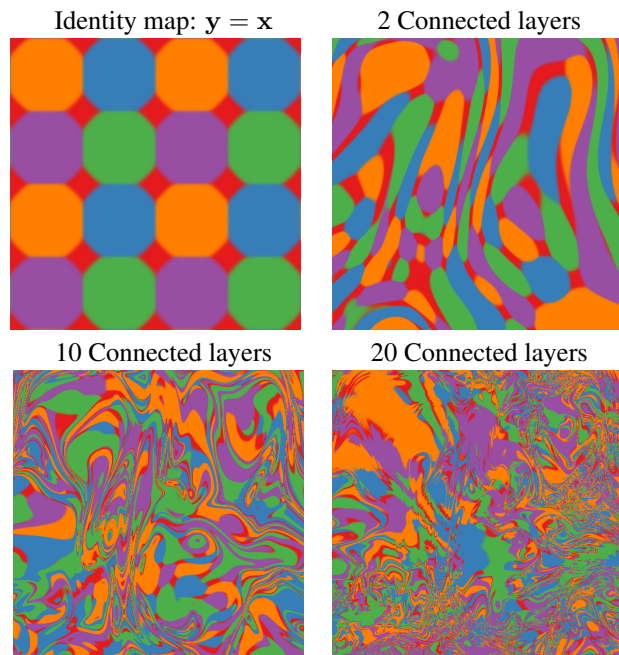 Identity map: y = x
2 Connected layers
10 Connected layers
20 Connected layers